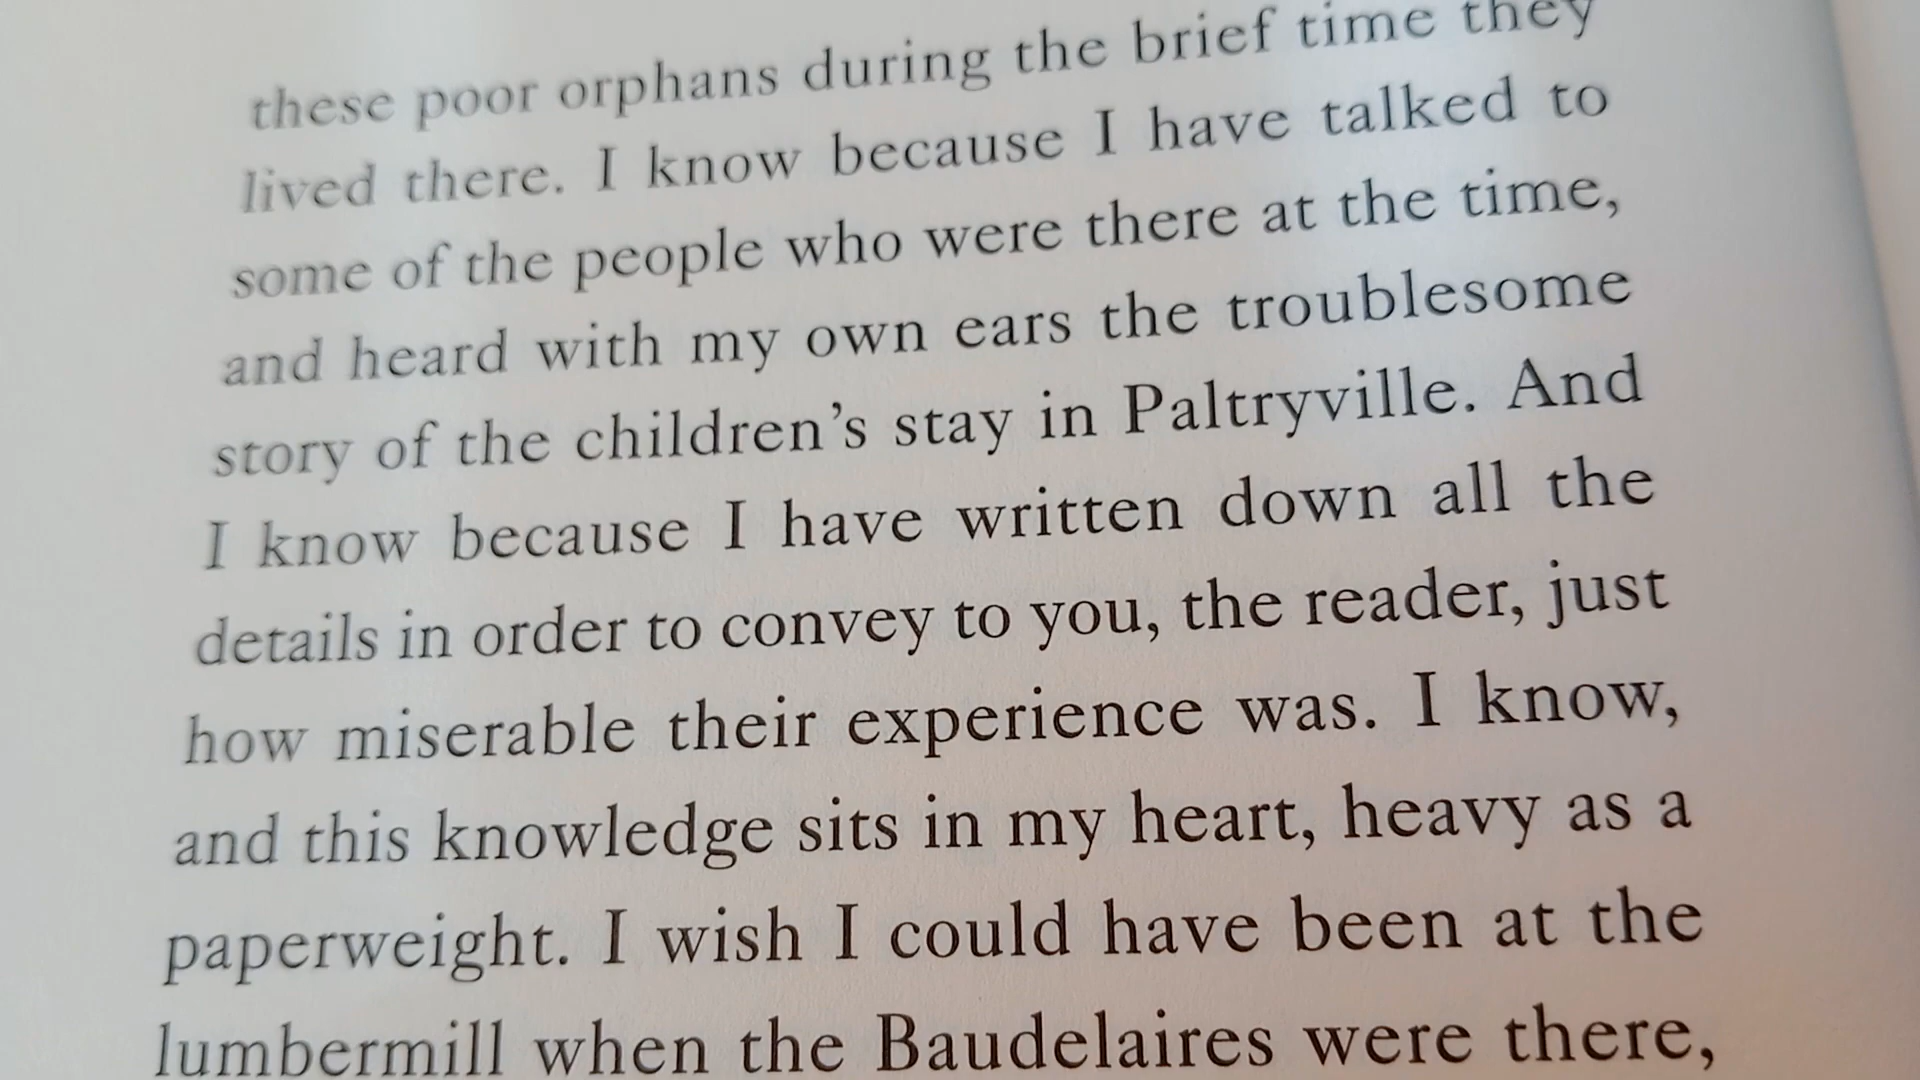 these poor orphans during the brief time they
lived there. I know because I have talked to
some of the people who were there at the time,
and heard with my own ears the troublesome
story of the children’s stay in Paltryville. And
I know because I have written down all the
details in order to convey to you, the reader, just
how miserable their experience was. I know,
and this knowledge sits in my heart, heavy as a
paperweight. I wish I could have been at the
lumbermill when the Baudelaires were there,